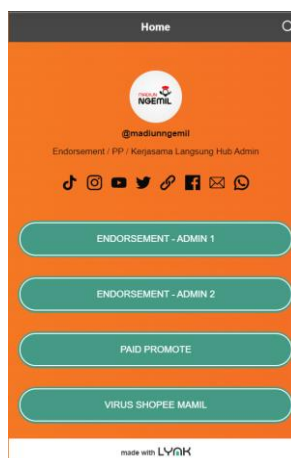 Home
MADIUN
NGEMIL
@madiunngemil
Endorsement / PP / Kerjasama Langsung Hub Admin
ENDORSEMENT - ADMIN 1
ENDORSEMENT - ADMIN 2
PAID PROMOTE
VIRUS SHOPEE MAMIL
made with LYNK